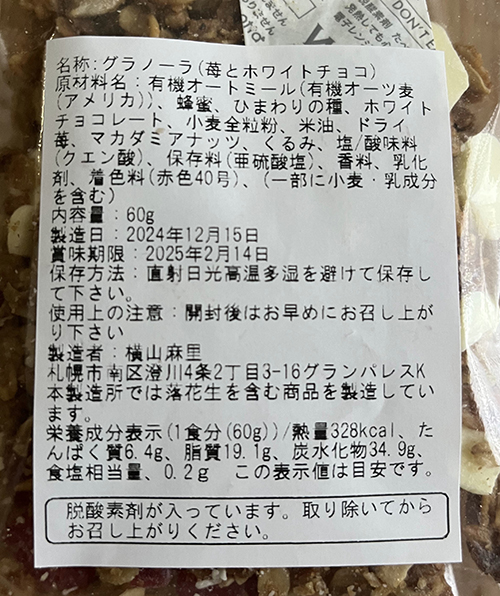 DON'T E
名称:グラノーラ(苺とホワイトチョコ)
原材料名:有機オートミール(有機オーツ麦
(アメリカ))、蜂蜜、ひまわりの種、ホワイト
チョコレート、小麦全粒粉、米油、ドライ
苺、マカダミアナッツ、くるみ、塩/酸味料
(クエン酸)、保存料(亜硫酸塩)、香料、乳化
剤、着色料(赤色40号)、(一部に小麦・乳成分
を含む)
内容量:60g
製造日:2024年12月15日
賞味期限:2025年2月14日
保存方法:直射日光高温多湿を避けて保存し
て下さい。
使用上の注意:開封後はお早めにお召し上が
り下さい
製造者:横山麻里
札幌市南区澄川4条2丁目3-16グランパレスK
本製造所では落花生を含む商品を製造してい
ます。
栄養成分表示(1食分(60g))/熱量328kcal、た
んぱく質6.4g、脂質19.1g、炭水化物34.9g、
食塩相当量、0.2g この表示値は目安です。
脱酸素剤が入っています。取り除いてから
お召し上がりください。